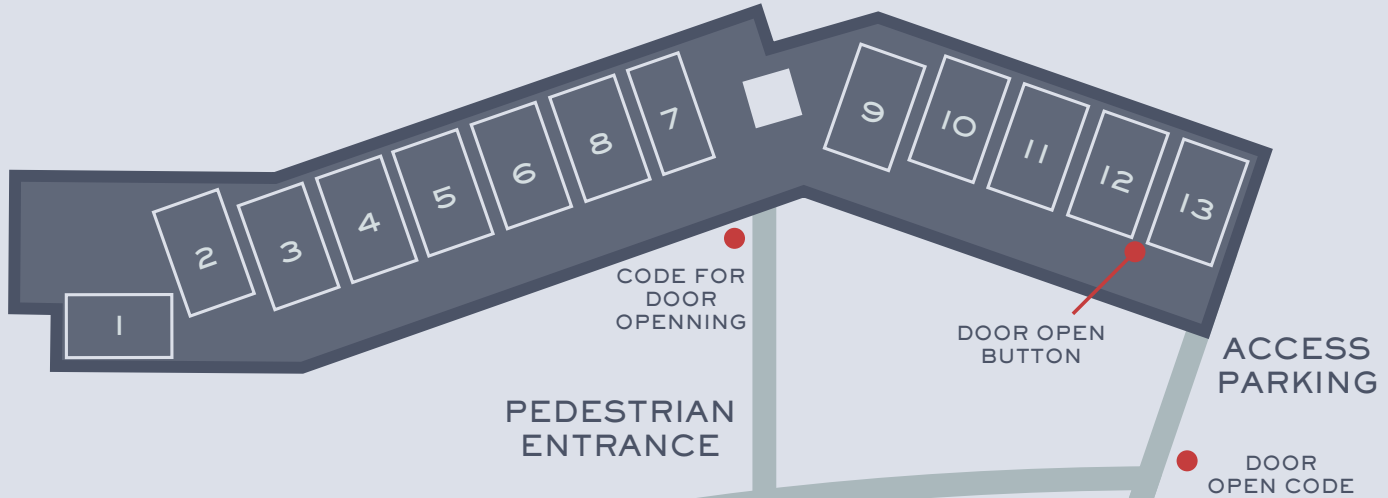 1
2
3
4
5
6
8
7
9
10
11
12
13
CODE FOR
DOOR
OPENNING
DOOR OPEN
BUTTON
ACCESS
PARKING
PEDESTRIAN
ENTRANCE
DOOR
OPEN CODE